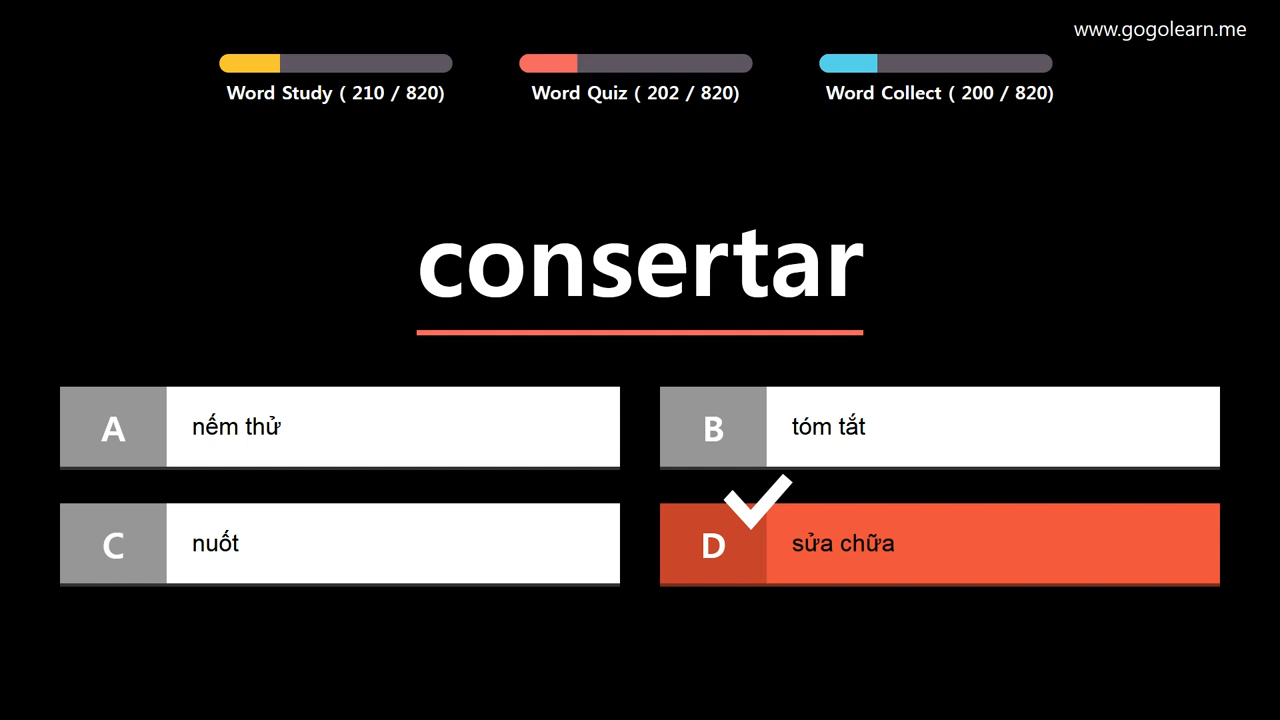 www.gogolearn.me
Word Study ( 210 / 820)
Word Quiz ( 202 / 820)
Word Collect ( 200 / 820)
consertar
A nếm thử
B tóm tắt
C nuốt
D sửa chữa